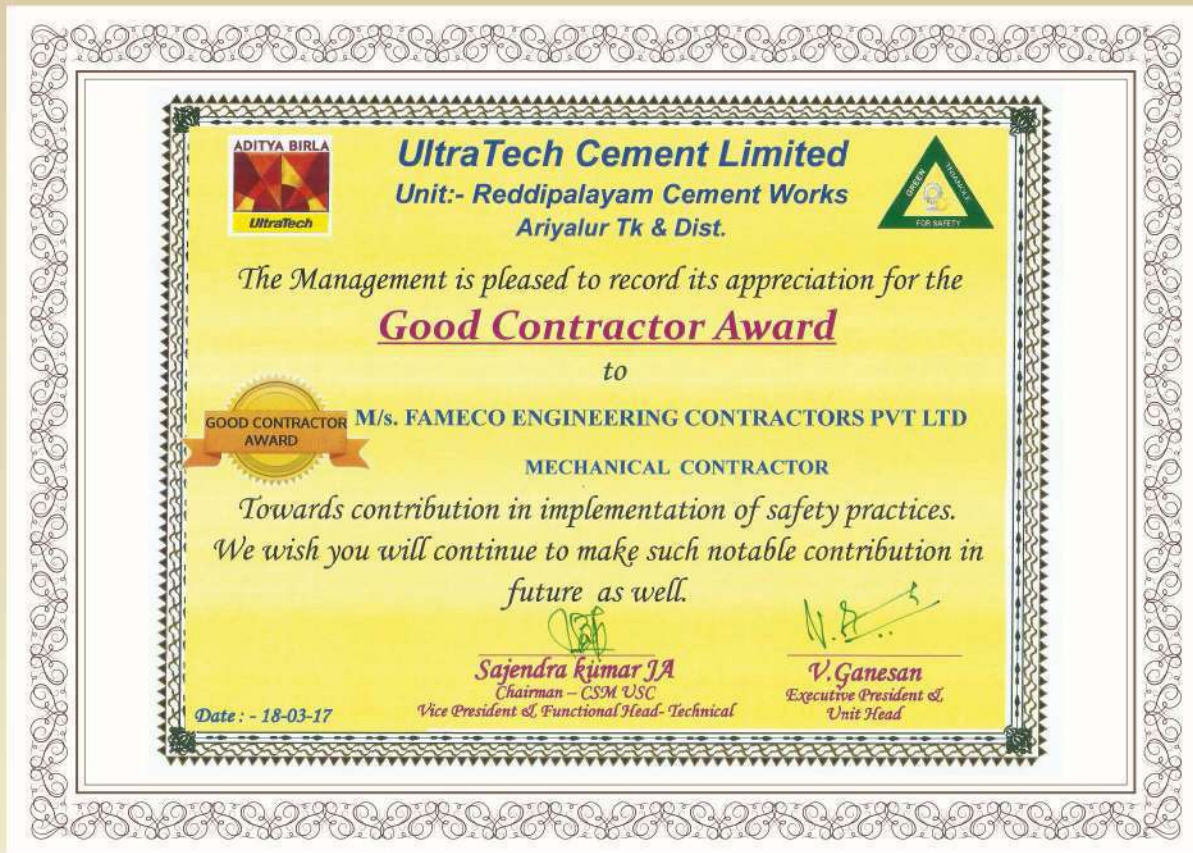 ADITYA BIRLA
UltraTech
UltraTech Cement Limited
Unit:- Reddipalayam Cement Works
Ariyalur Tk & Dist.
GREEN TRIANGLE
FOR SAFETY
The Management is pleased to record its appreciation for the
Good Contractor Award
to
GOOD CONTRACTOR
AWARD
M/s. FAMECO ENGINEERING CONTRACTORS PVT LTD
MECHANICAL CONTRACTOR
Towards contribution in implementation of safety practices.
We wish you will continue to make such notable contribution in
future as well.
Sajendra kumar JA
Chairman – CSM USC
Vice President & Functional Head- Technical
V.Ganesan
Executive President &
Unit Head
Date : - 18-03-17